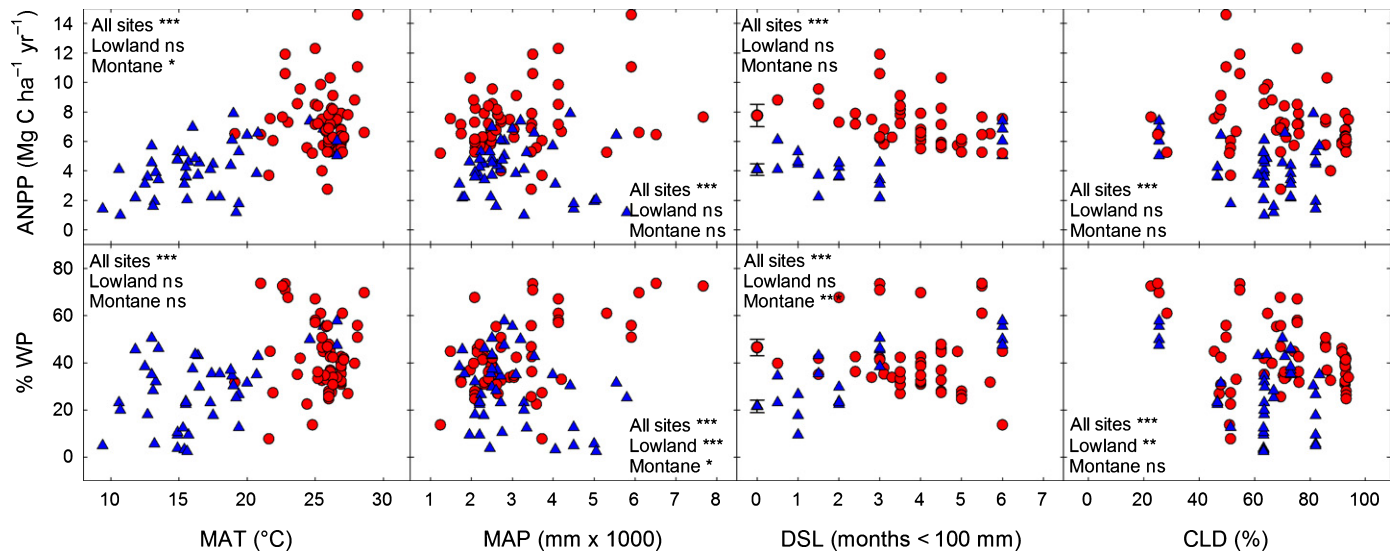 ANPP (Mg C ha⁻¹ yr⁻¹)
14
12
10
8
6
4
2
0
All sites ***
Lowland ns
Montane *
All sites ***
Lowland ns
Montane ns
All sites ***
Lowland ns
Montane ns
All sites ***
Lowland ns
Montane ns
% WP
80
60
40
20
0
All sites ***
Lowland ns
Montane ns
All sites ***
Lowland ***
Montane *
All sites ***
Lowland ns
Montane **
All sites ***
Lowland **
Montane ns
10 15 20 25 30
1 2 3 4 5 6 7 8
0 1 2 3 4 5 6 7
0 20 40 60 80 100
MAT (°C)
MAP (mm x 1000)
DSL (months < 100 mm)
CLD (%)